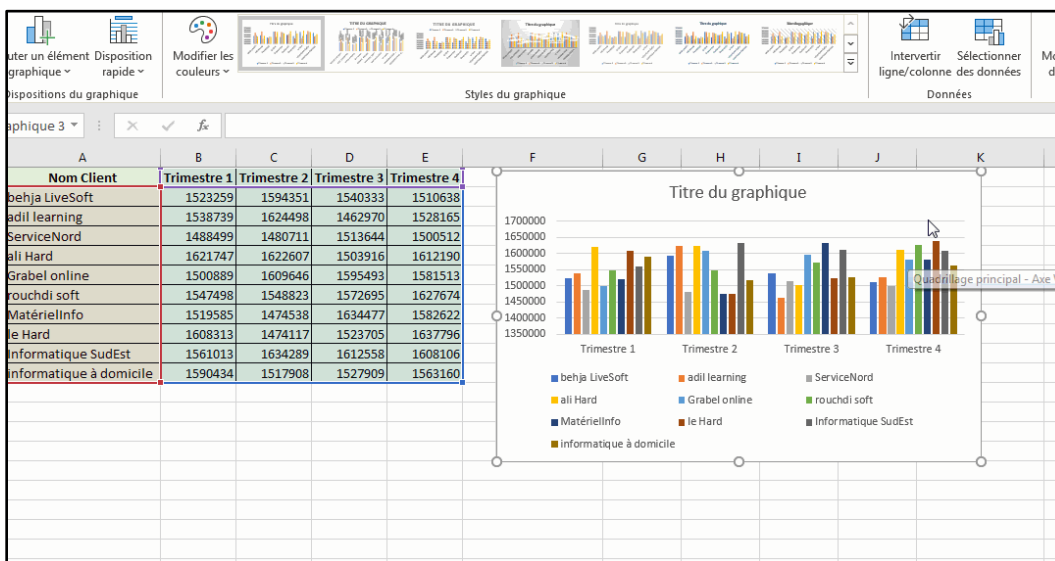 uter un élément Disposition Modifier les Intervertir Sélectionner Mo
graphique rapide couleurs ligne/colonne des données d
Dispositions du graphique Styles du graphique Données
aphique 3 fx
A B C D E F G H I J K
Nom Client Trimestre 1 Trimestre 2 Trimestre 3 Trimestre 4
behja LiveSoft 1523259 1594351 1540333 1510638
adil learning 1538739 1624498 1462970 1528165
ServiceNord 1488499 1480711 1513644 1500512
ali Hard 1621747 1622607 1503916 1612190
Grabel online 1500889 1609646 1595493 1581513
rouchdi soft 1547498 1548823 1572695 1627674
MatérielInfo 1519585 1474538 1634477 1582622
le Hard 1608313 1474117 1523705 1637796
Informatique SudEst 1561013 1634289 1612558 1608106
informatique à domicile 1590434 1517908 1527909 1563160
Titre du graphique
1700000
1650000
1600000
1550000
1500000
1450000
1400000
1350000
Quadrillage principal - Axe
Trimestre 1 Trimestre 2 Trimestre 3 Trimestre 4
behja LiveSoft adil learning ServiceNord
ali Hard Grabel online rouchdi soft
MatérielInfo le Hard Informatique SudEst
informatique à domicile